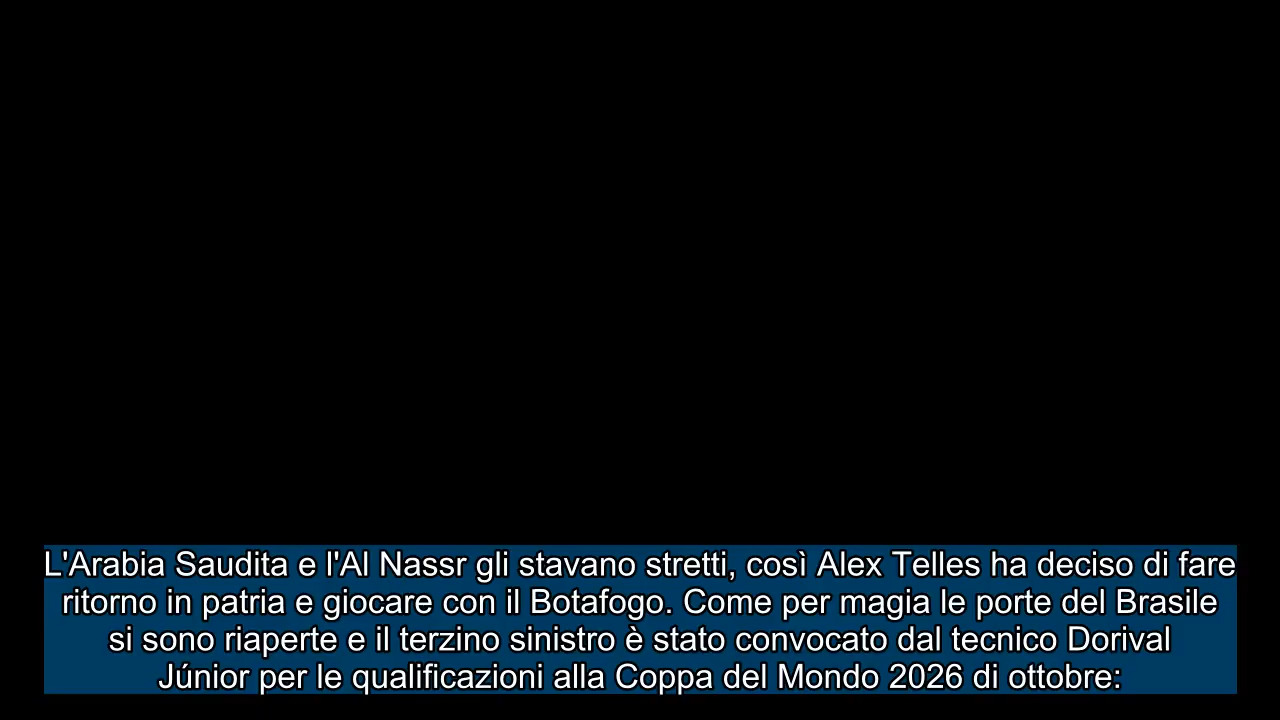 L'Arabia Saudita e l'Al Nassr gli stavano stretti, così Alex Telles ha deciso di fare
ritorno in patria e giocare con il Botafogo. Come per magia le porte del Brasile
si sono riaperte e il terzino sinistro è stato convocato dal tecnico Dorival
Júnior per le qualificazioni alla Coppa del Mondo 2026 di ottobre: